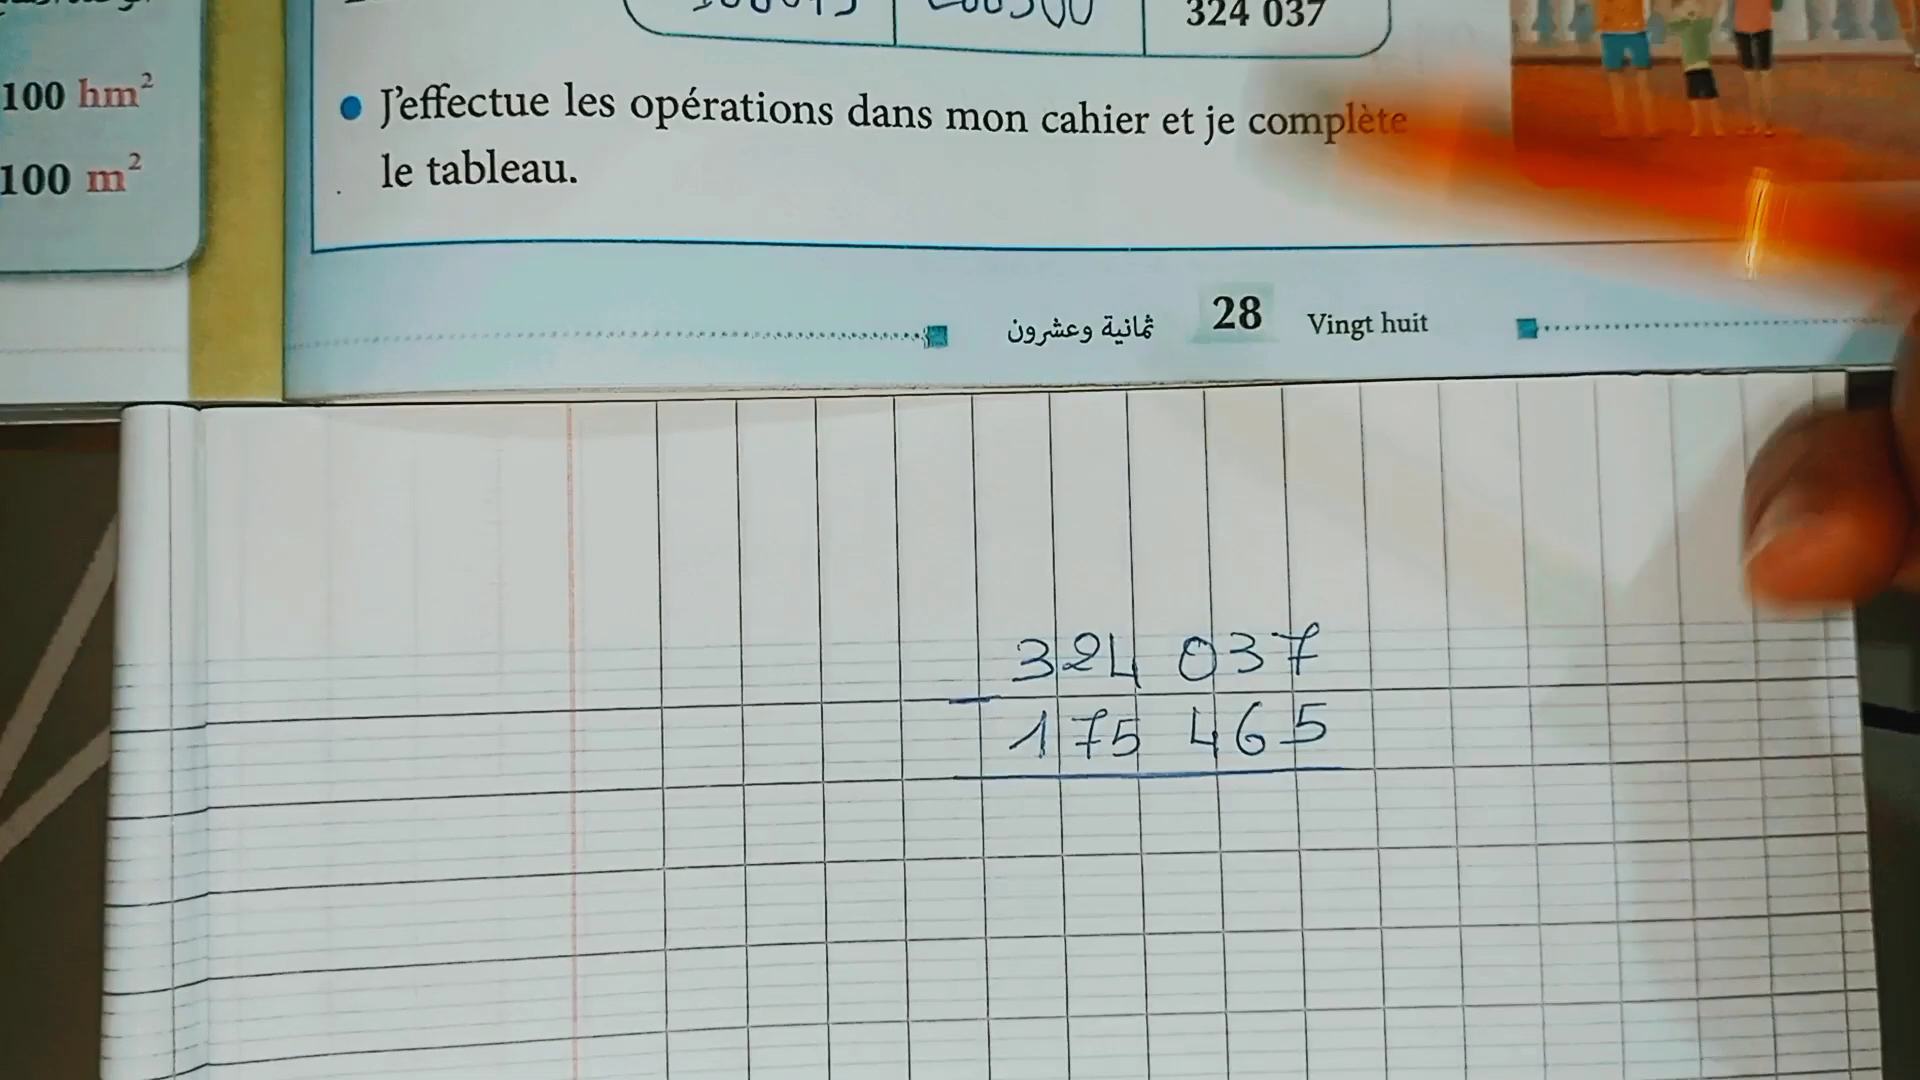 324 037
100 hm²
100 m²
• J'effectue les opérations dans mon cahier et je complète
le tableau.
ثمانية وعشرون 28 Vingt huit
324 037
- 175 465